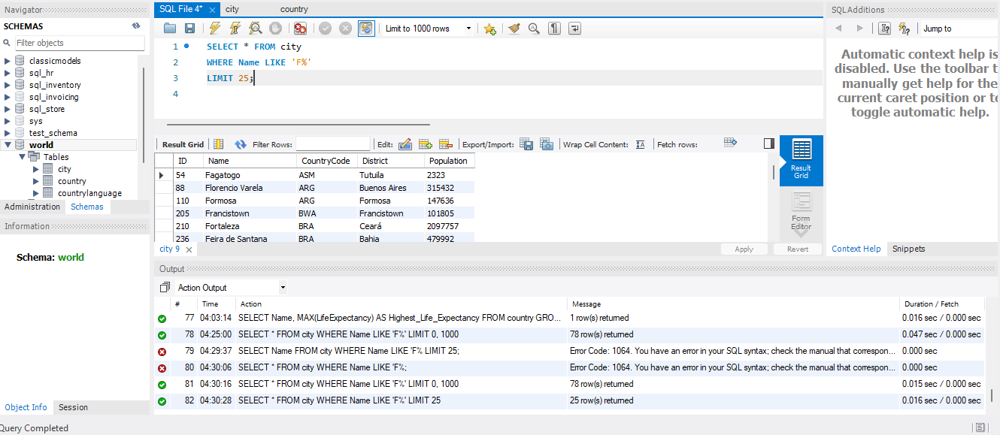 Navigator
SCHEMAS
Filter objects
classicmodels
sql_hr
sql_inventory
sql_invoicing
sql_store
sys
test_schema
world
Tables
city
country
countrylanguage
Administration Schemas
Information
Schema: world
Object Info Session
Query Completed
SQL File 4* city country
Limit to 1000 rows
1 SELECT * FROM city
2 WHERE Name LIKE 'F%'
3 LIMIT 25;
4
Result Grid Filter Rows: Edit: Export/Import: Wrap Cell Content: Fetch rows:
ID Name CountryCode District Population
54 Fagatogo ASM Tutuila 2323
88 Florencio Varela ARG Buenos Aires 315432
110 Formosa ARG Formosa 147636
205 Francistown BWA Francistown 101805
210 Fortaleza BRA Ceará 2097757
236 Feira de Santana BRA Bahia 479992
Result
Grid
Form
Editor
city 9 Apply Revert
Output
Action Output
# Time Action Message Duration / Fetch
77 04:03:14 SELECT Name, MAX(LifeExpectancy) AS Highest_Life_Expectancy FROM country GRO... 1 row(s) returned 0.016 sec / 0.000 sec
78 04:25:00 SELECT * FROM city WHERE Name LIKE 'F%' LIMIT 0, 1000 78 row(s) returned 0.047 sec / 0.000 sec
79 04:29:37 SELECT Name FROM city WHERE Name LIKE 'F% LIMIT 25; Error Code: 1064. You have an error in your SQL syntax; check the manual that correspon... 0.000 sec
80 04:30:06 SELECT * FROM city WHERE Name LIKE 'F%; Error Code: 1064. You have an error in your SQL syntax; check the manual that correspon... 0.000 sec
81 04:30:16 SELECT * FROM city WHERE Name LIKE 'F%' LIMIT 0, 1000 78 row(s) returned 0.015 sec / 0.000 sec
82 04:30:28 SELECT * FROM city WHERE Name LIKE 'F%' LIMIT 25 25 row(s) returned 0.016 sec / 0.000 sec
SQLAdditions
Jump to
Automatic context help is
disabled. Use the toolbar t
manually get help for the
current caret position or to
toggle automatic help.
Context Help Snippets